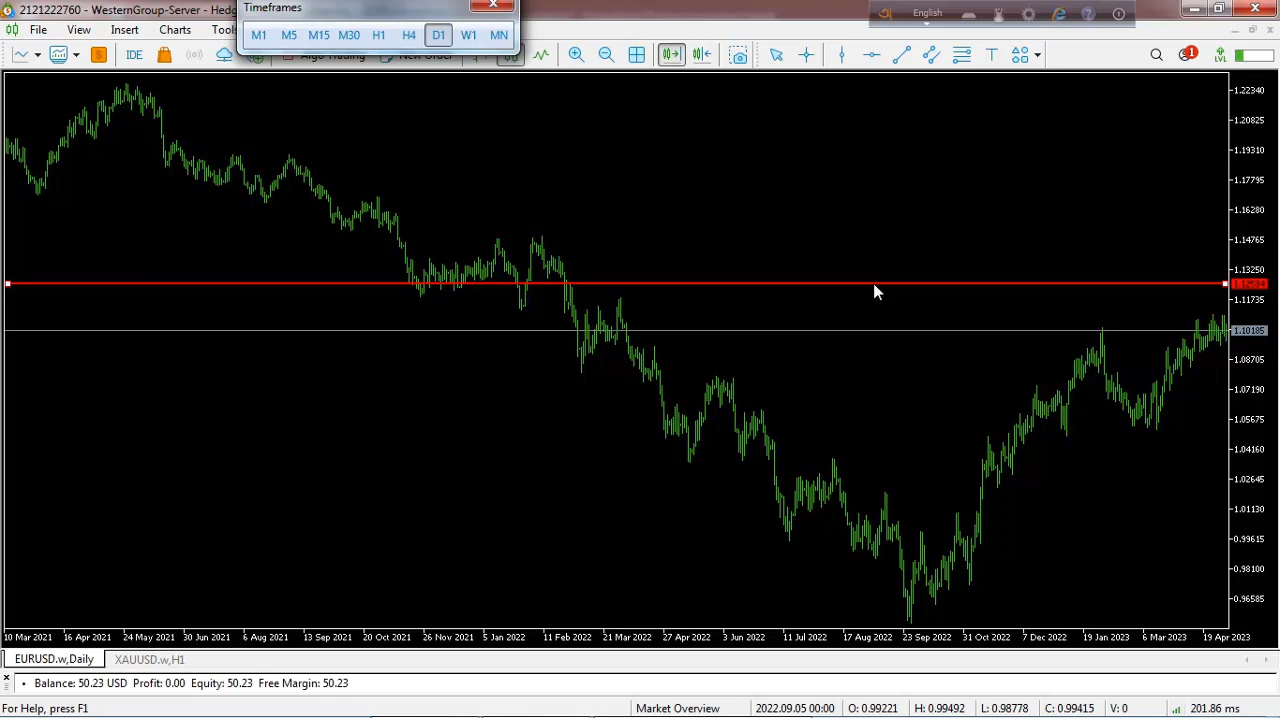 2121222760 - WesternGroup-Server - Hed
Timeframes
English
File View Insert Charts Tools
M1 M5 M15 M30 H1 H4 D1 W1 MN
IDE
LVL
1
1.22340
1.20825
1.19310
1.17795
1.16280
1.14765
1.13250
1.11735
1.10185
1.08705
1.07190
1.05675
1.04160
1.02645
1.01130
0.99615
0.98100
0.96585
10 Mar 2021 16 Apr 2021 24 May 2021 30 Jun 2021 6 Aug 2021 13 Sep 2021 20 Oct 2021 26 Nov 2021 5 Jan 2022 11 Feb 2022 21 Mar 2022 27 Apr 2022 3 Jun 2022 11 Jul 2022 17 Aug 2022 23 Sep 2022 31 Oct 2022 7 Dec 2022 19 Jan 2023 6 Mar 2023 19 Apr 2023
EURUSD.w,Daily XAUUSD.w,H1
Balance: 50.23 USD Profit: 0.00 Equity: 50.23 Free Margin: 50.23
For Help, press F1 Market Overview 2022.09.05 00:00 O: 0.99221 H: 0.99492 L: 0.98778 C: 0.99415 V: 0 201.86 ms